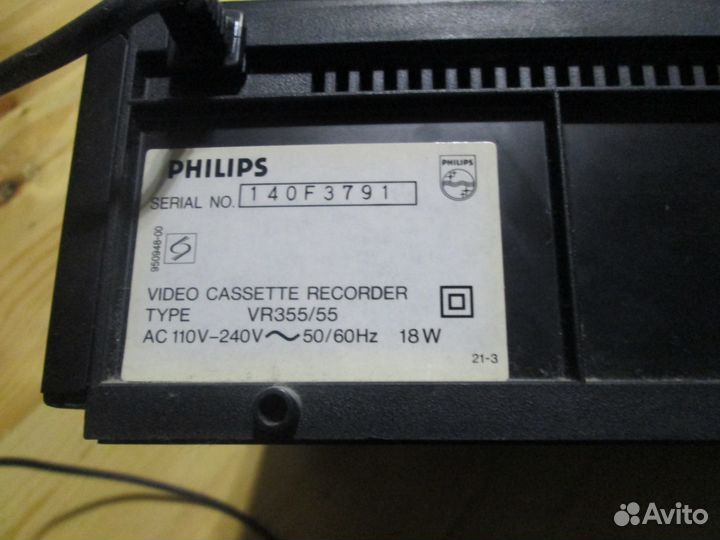 PHILIPS
PHILIPS
SERIAL NO. 140F3791
950948-00
S
VIDEO CASSETTE RECORDER
TYPE VR355/55
AC 110V-240V ~ 50/60Hz 18W
21-3
Avito